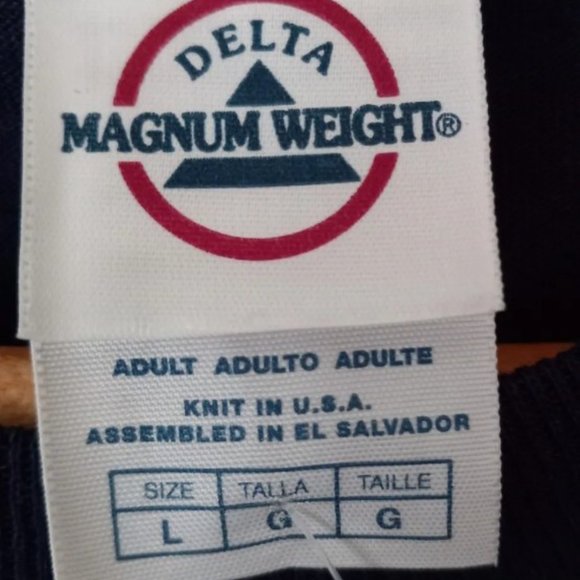 DELTA
MAGNUM WEIGHT®
ADULT ADULTO ADULTE
KNIT IN U.S.A.
ASSEMBLED IN EL SALVADOR
SIZE TALLA TAILLE
L G G